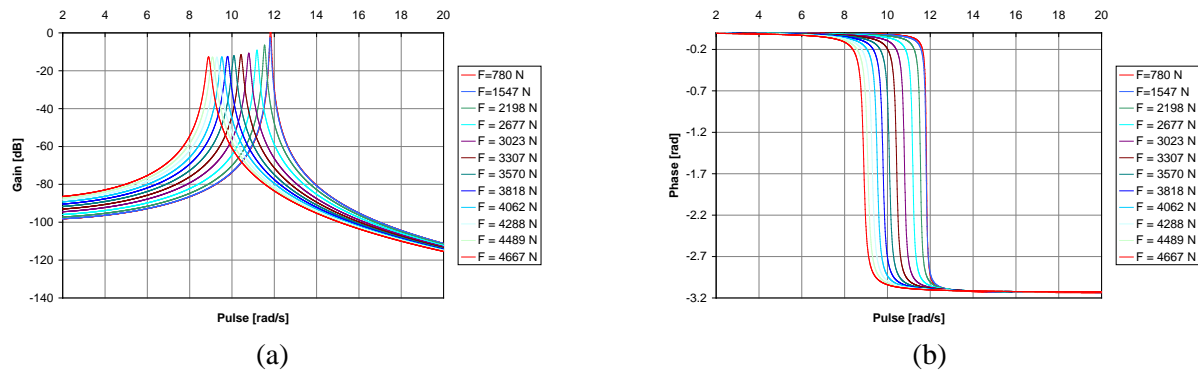 2 4 6 8 10 12 14 16 18 20
0
-20
-40
-60
-80
-100
-120
-140
Gain [dB]
Pulse [rad/s]
F=780 N
F=1547 N
F = 2198 N
F = 2677 N
F = 3023 N
F = 3307 N
F = 3570 N
F = 3818 N
F = 4062 N
F = 4288 N
F = 4489 N
F = 4667 N
(a)
2 4 6 8 10 12 14 16 18 20
-0.2
-0.7
-1.2
-1.7
-2.2
-2.7
-3.2
Phase [rad]
Pulse [rad/s]
F=780 N
F=1547 N
F = 2198 N
F = 2677 N
F = 3023 N
F = 3307 N
F = 3570 N
F = 3818 N
F = 4062 N
F = 4288 N
F = 4489 N
F = 4667 N
(b)